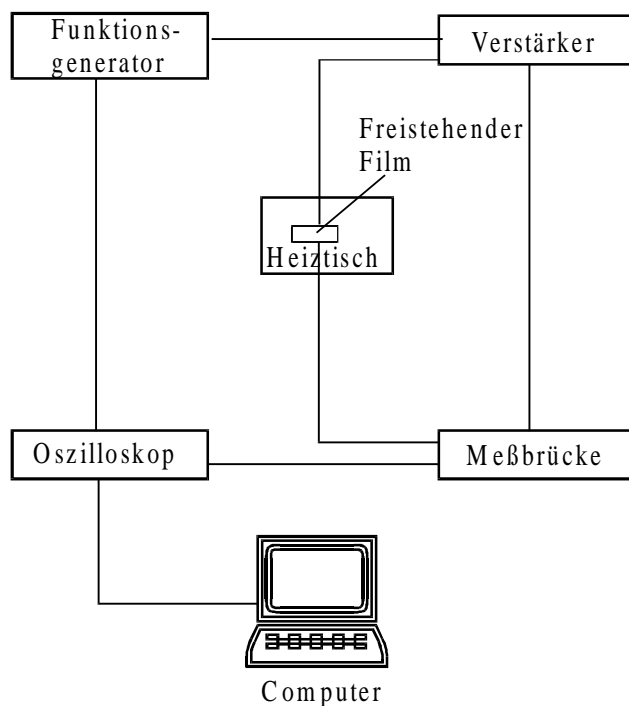 Funktions-
generator
Verstärker
Freistehender
Film
Heiztisch
Oszilloskop
Meßbrücke
Computer